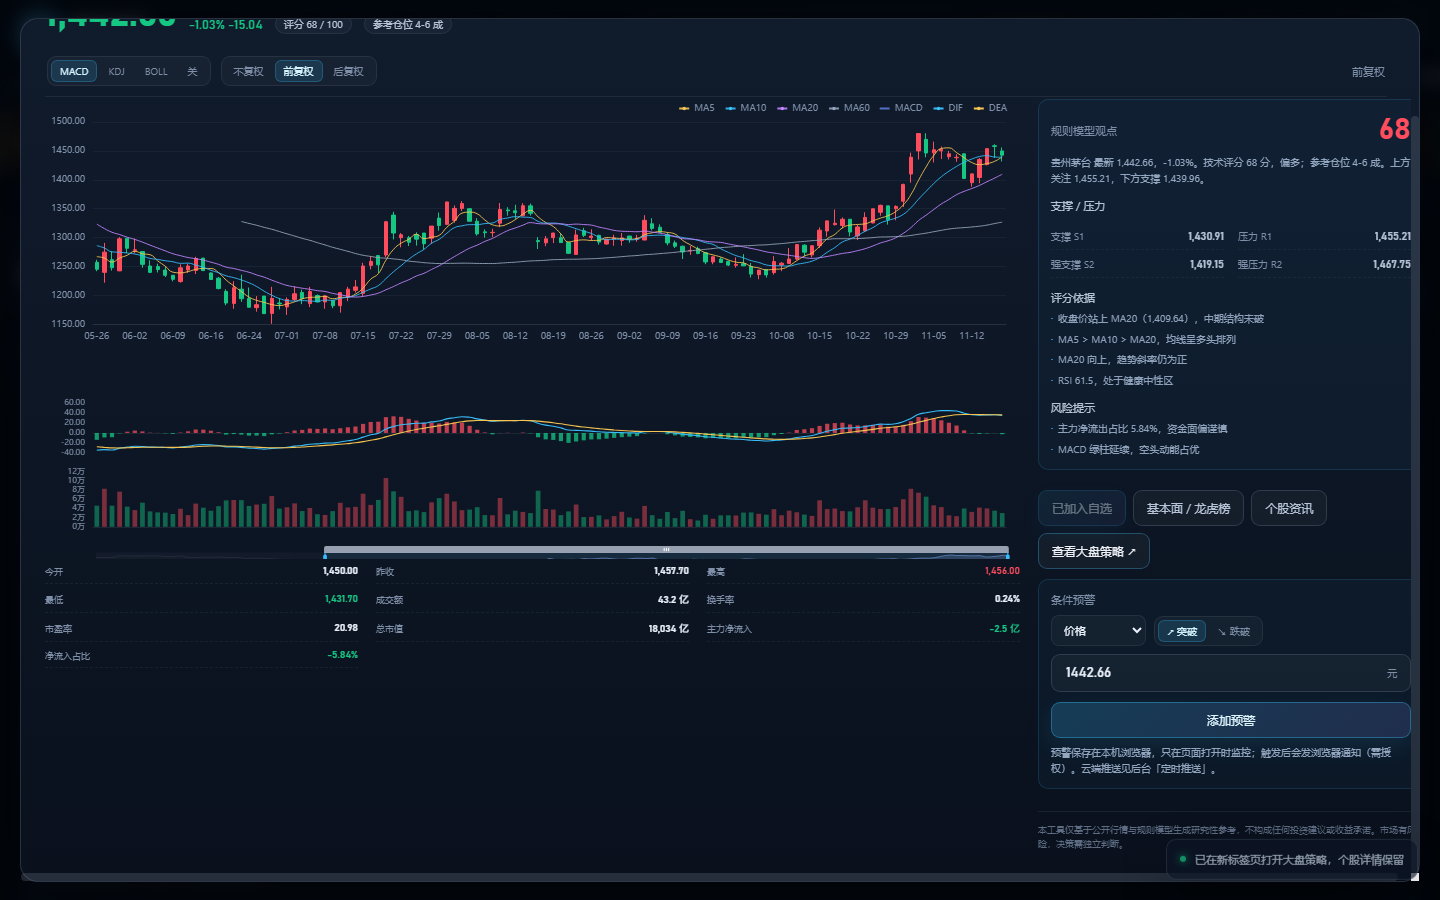 1,442.66 -1.03% -15.04 评分 68 / 100 参考仓位 4-6 成
MACD KDJ BOLL 关 不复权 前复权 后复权 前复权
MA5 MA10 MA20 MA60 MACD DIF DEA
1500.00
1450.00
1400.00
1350.00
1300.00
1250.00
1200.00
1150.00
05-26 06-02 06-09 06-16 06-24 07-01 07-08 07-15 07-22 07-29 08-05 08-12 08-19 08-26 09-02 09-09 09-16 09-23 10-08 10-15 10-22 10-29 11-05 11-12
60.00
40.00
20.00
0.00
-20.00
-40.00
12万
10万
8万
6万
4万
2万
0万
今开 1,450.00 昨收 1,457.70 最高 1,456.00
最低 1,431.70 成交额 43.2 亿 换手率 0.24%
市盈率 20.98 总市值 18,034 亿 主力净流入 -2.5 亿
净流入占比 -5.84%
规则模型观点 68
贵州茅台 最新 1,442.66，-1.03%。技术评分 68 分，偏多；参考仓位 4-6 成。上方
关注 1,455.21，下方支撑 1,439.96。
支撑 / 压力
支撑 S1 1,430.91 压力 R1 1,455.21
强支撑 S2 1,419.15 强压力 R2 1,467.75
评分依据
· 收盘价站上 MA20（1,409.64），中期结构未破
· MA5 > MA10 > MA20，均线呈多头排列
· MA20 向上，趋势斜率仍为正
· RSI 61.5，处于健康中性区
风险提示
· 主力净流出占比 5.84%，资金面偏谨慎
· MACD 绿柱延续，空头动能占优
已加入自选 基本面 / 龙虎榜 个股资讯
查看大盘策略 ↗
条件预警
价格 ↗ 突破 ↘ 跌破
1442.66 元
添加预警
预警保存在本机浏览器，只在页面打开时监控；触发后会发浏览器通知（需授
权）。云端推送见后台「定时推送」。
本工具仅基于公开行情与规则模型生成研究性参考，不构成任何投资建议或收益承诺。市场有风
险，决策需独立判断。
已在新标签页打开大盘策略，个股详情保留